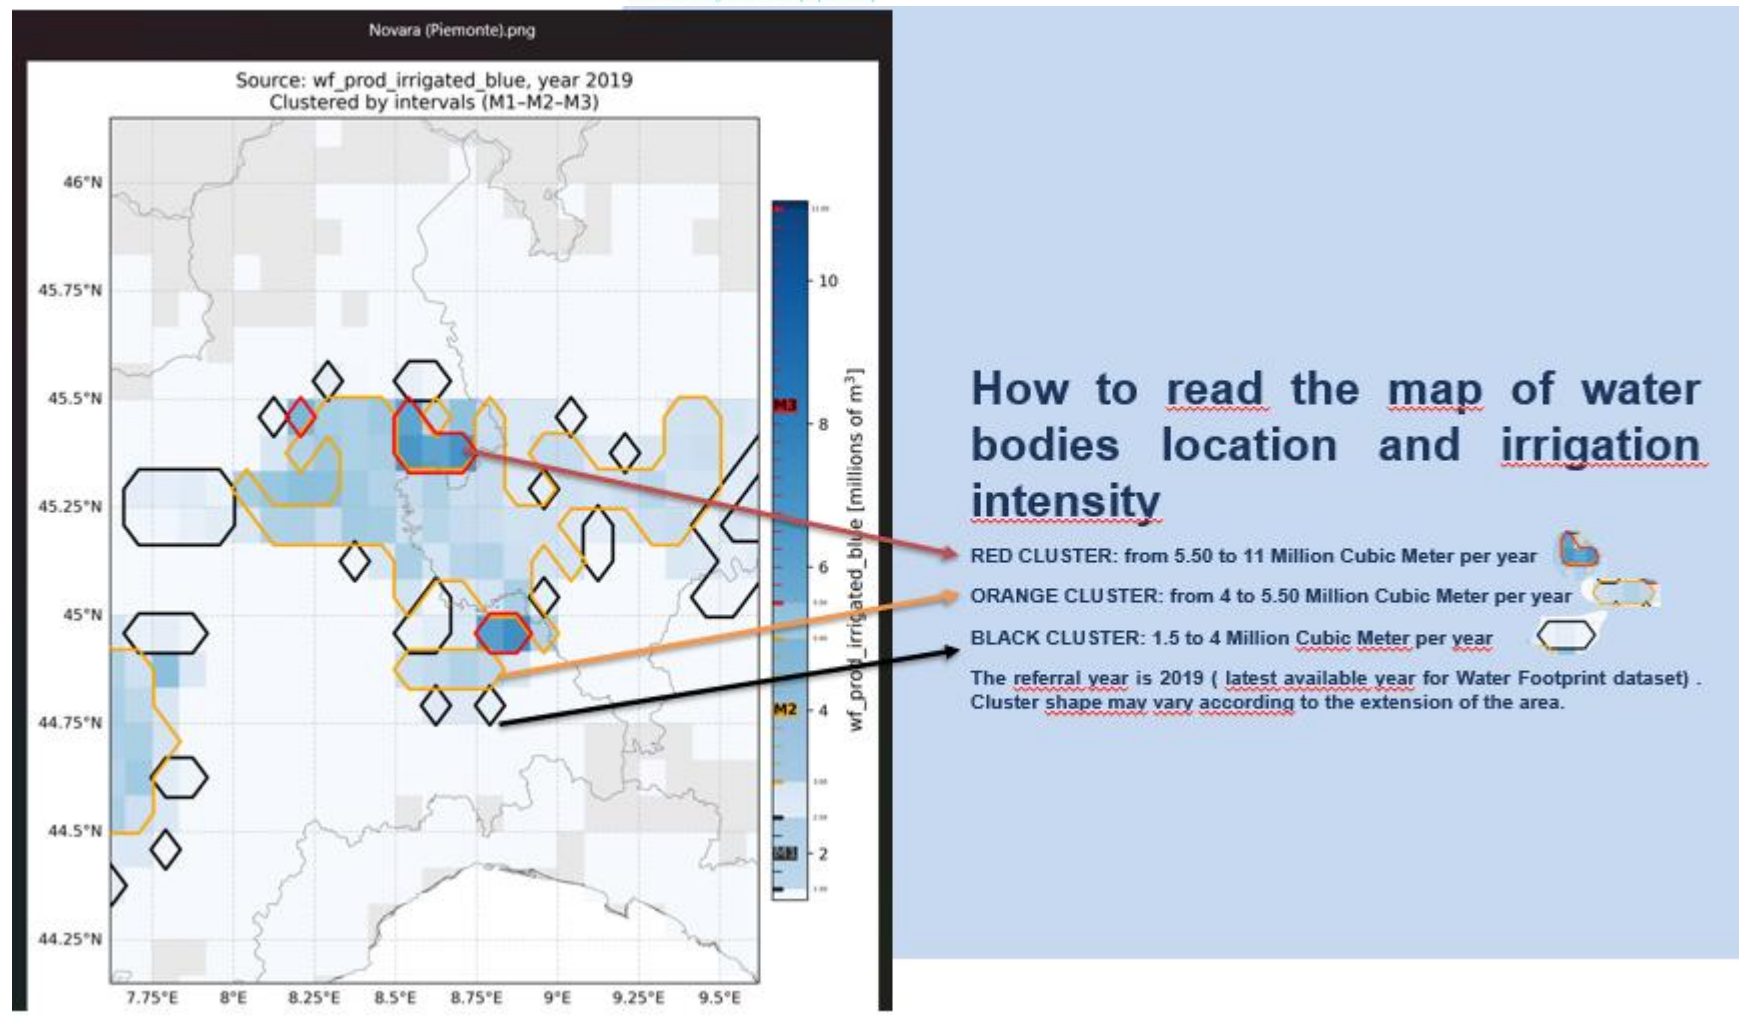 Novara (Piemonte).png
Source: wf_prod_irrigated_blue, year 2019
Clustered by intervals (M1–M2–M3)
46°N
45.75°N
45.5°N
45.25°N
45°N
44.75°N
44.5°N
44.25°N
7.75°E 8°E 8.25°E 8.5°E 8.75°E 9°E 9.25°E 9.5°E
10
M3
8
6
M2
4
2
wf_prod_irrigated_blue [millions of m³]
How to read the map of water
bodies location and irrigation
intensity
RED CLUSTER: from 5.50 to 11 Million Cubic Meter per year
ORANGE CLUSTER: from 4 to 5.50 Million Cubic Meter per year
BLACK CLUSTER: 1.5 to 4 Million Cubic Meter per year
The referral year is 2019 ( latest available year for Water Footprint dataset) .
Cluster shape may vary according to the extension of the area.